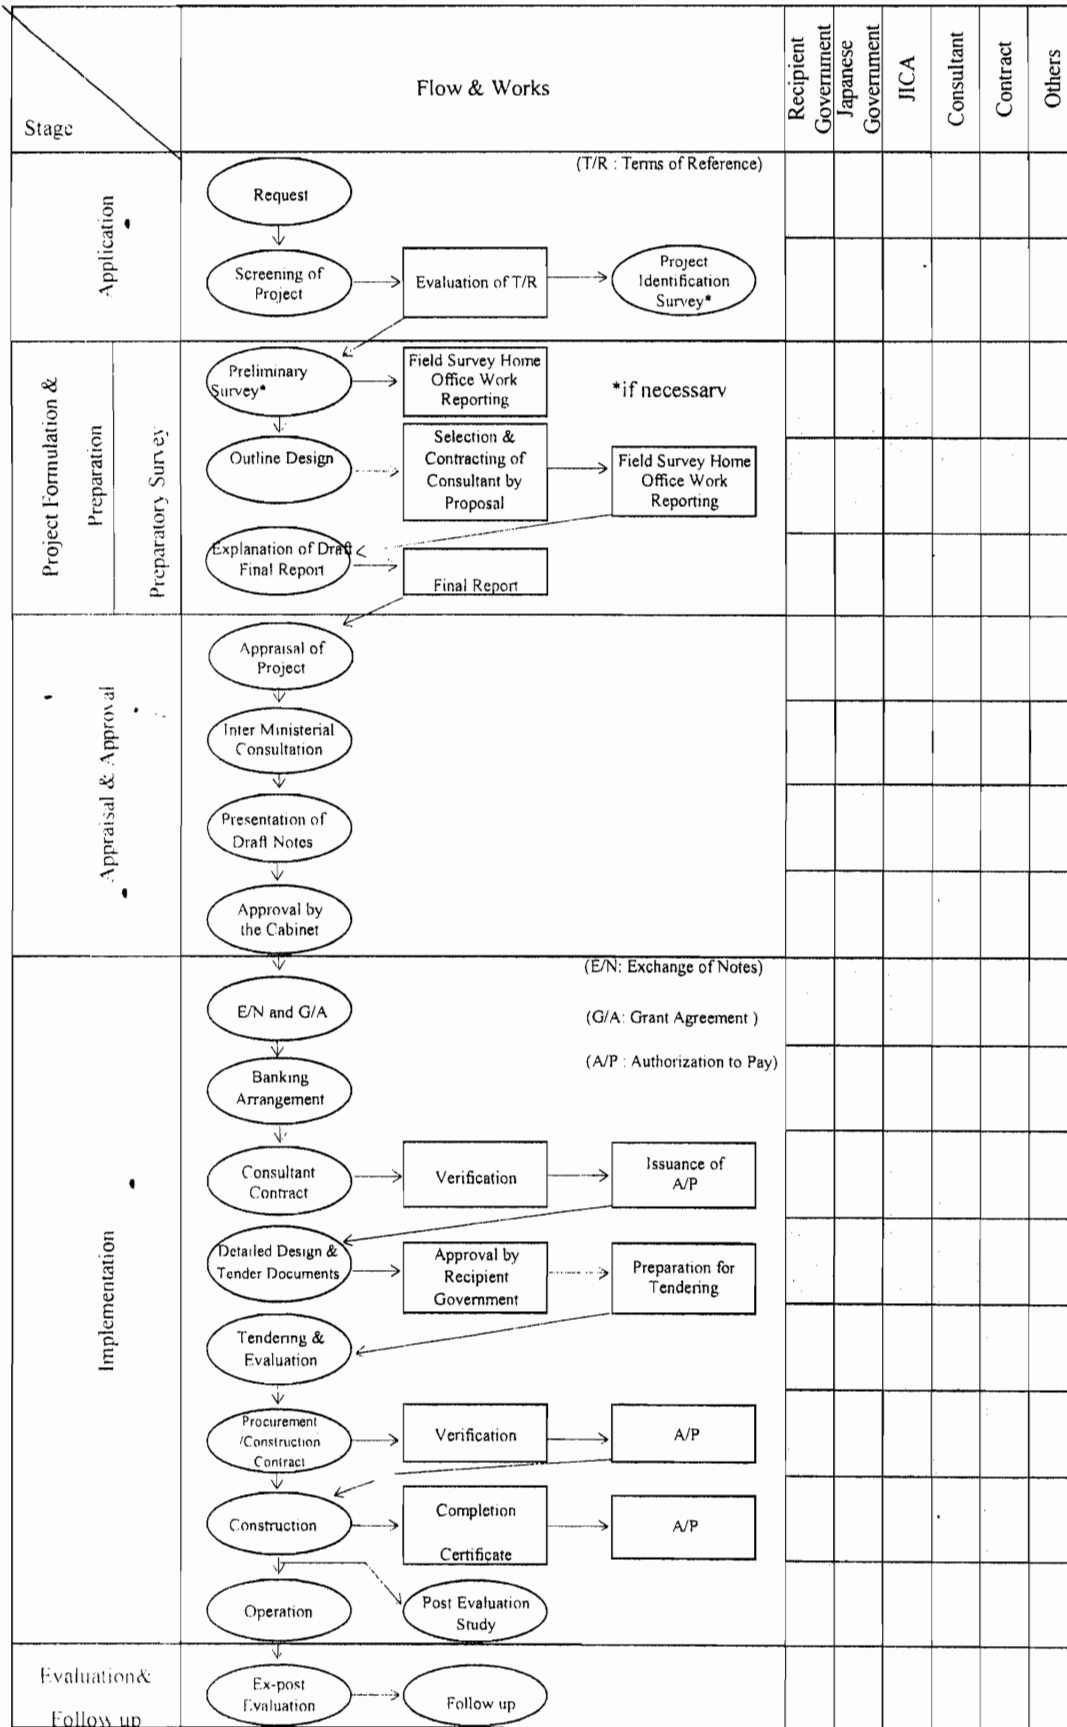 Stage
Flow & Works
Recipient
Government
Japanese
Government
JICA
Consultant
Contract
Others
Application
(T/R : Terms of Reference)
Request
Screening of
Project
Evaluation of T/R
Project
Identification
Survey*
Project Formulation &
Preparation
Preparatory Survey
Preliminary
Survey*
Field Survey Home
Office Work
Reporting
*if necessary
Outline Design
Selection &
Contracting of
Consultant by
Proposal
Field Survey Home
Office Work
Reporting
Explanation of Draft
Final Report
Final Report
Appraisal & Approval
Appraisal of
Project
Inter Ministerial
Consultation
Presentation of
Draft Notes
Approval by
the Cabinet
Implementation
(E/N: Exchange of Notes)
E/N and G/A
(G/A: Grant Agreement )
(A/P : Authorization to Pay)
Banking
Arrangement
Consultant
Contract
Verification
Issuance of
A/P
Detailed Design &
Tender Documents
Approval by
Recipient
Government
Preparation for
Tendering
Tendering &
Evaluation
Procurement
/Construction
Contract
Verification
A/P
Construction
Completion
Certificate
A/P
Operation
Post Evaluation
Study
Evaluation&
Follow up
Ex-post
Evaluation
Follow up